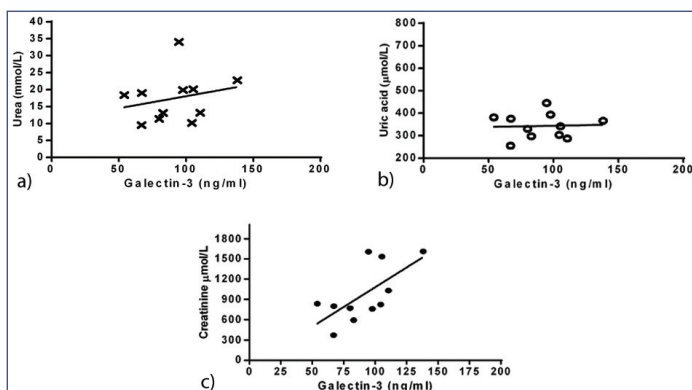 40
35
30
25
20
15
10
5
0
Urea (mmol/L)
0 50 100 150 200
Galectin-3 (ng/ml)
a)
800
700
600
500
400
300
200
Uric acid (μmol/L)
0 50 100 150 200
Galectin-3 (ng/ml)
b)
1800
1500
1200
900
600
300
0
Creatinine μmol/L
0 25 50 75 100 125 150 175 200
Galectin-3 (ng/ml)
c)